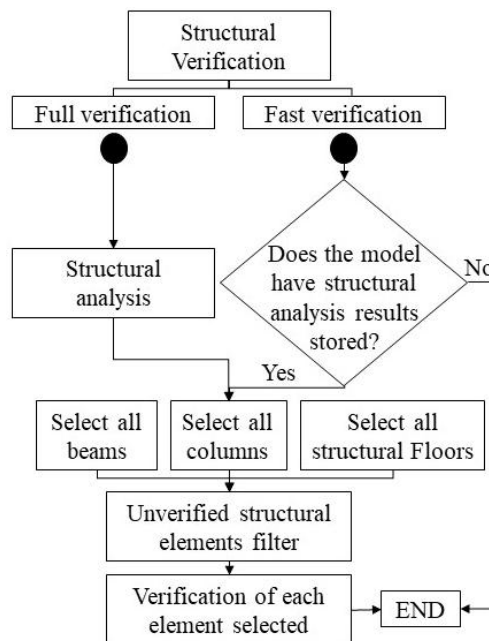 Structural
Verification
Full verification
Fast verification
Structural
analysis
Does the model
have structural
analysis results
stored?
No
Yes
Select all
beams
Select all
columns
Select all
structural Floors
Unverified structural
elements filter
Verification of each
element selected
END